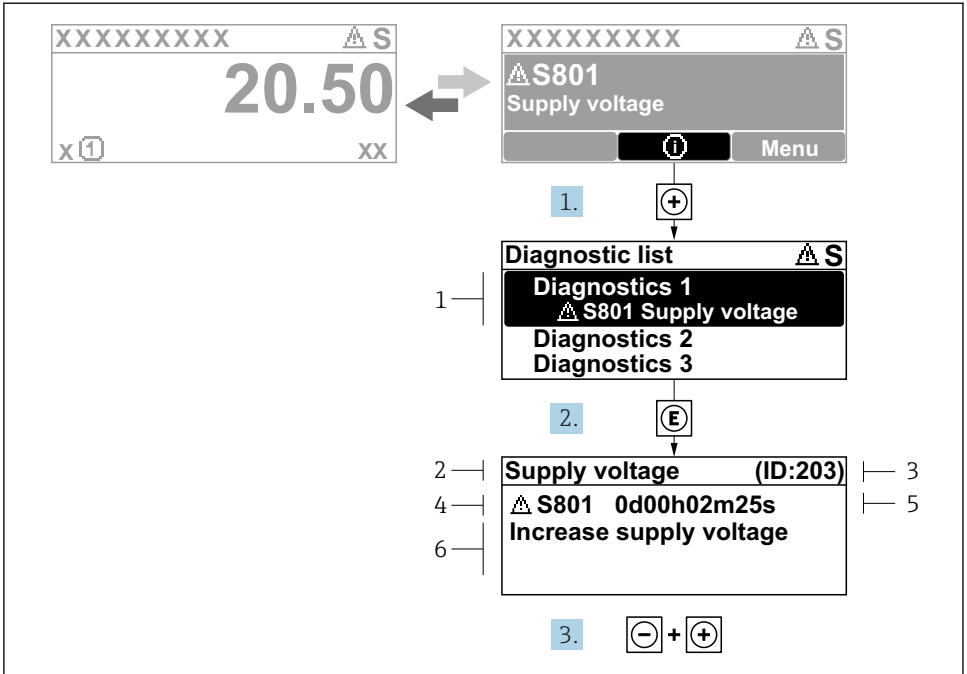 XXXXXXXXX ⚠ S
20.50
x 1 xx
XXXXXXXXX ⚠ S
⚠S801
Supply voltage
i Menu
1. +
Diagnostic list ⚠ S
1
Diagnostics 1
⚠ S801 Supply voltage
Diagnostics 2
Diagnostics 3
2. E
2 Supply voltage (ID:203) 3
4 ⚠ S801 0d00h02m25s 5
6 Increase supply voltage
3. - + +